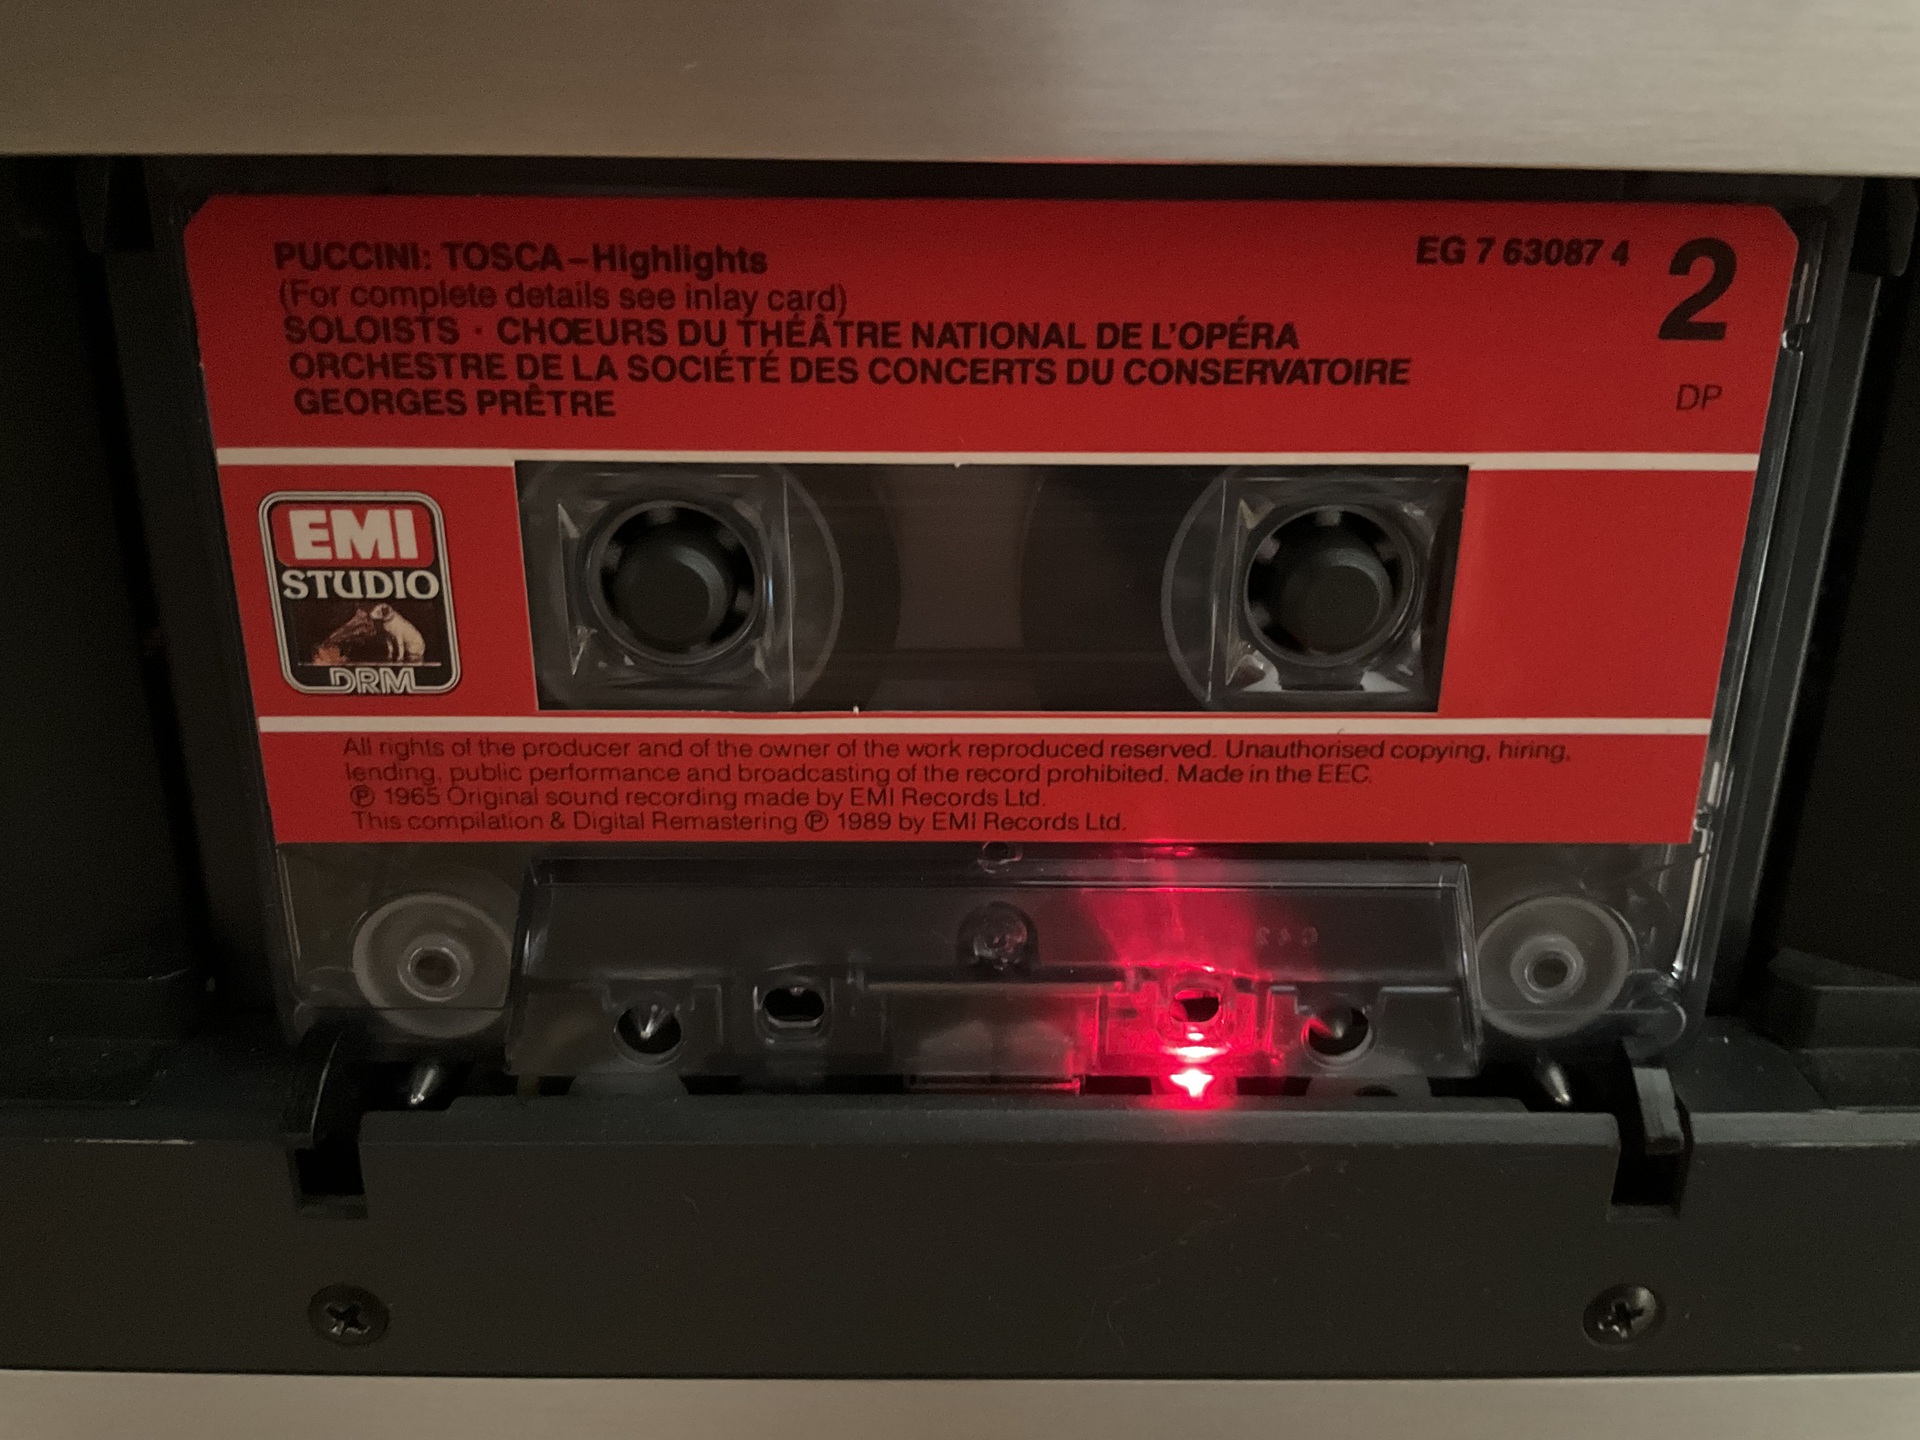 PUCCINI: TOSCA–Highlights
EG 7 63087 4
2
(For complete details see inlay card)
SOLOISTS · CHŒURS DU THÉÂTRE NATIONAL DE L'OPÉRA
ORCHESTRE DE LA SOCIÉTÉ DES CONCERTS DU CONSERVATOIRE
DP
GEORGES PRÊTRE
EMI
STUDIO
DRM
All rights of the producer and of the owner of the work reproduced reserved. Unauthorised copying, hiring,
lending, public performance and broadcasting of the record prohibited. Made in the EEC.
℗ 1965 Original sound recording made by EMI Records Ltd.
This compilation & Digital Remastering ℗ 1989 by EMI Records Ltd.